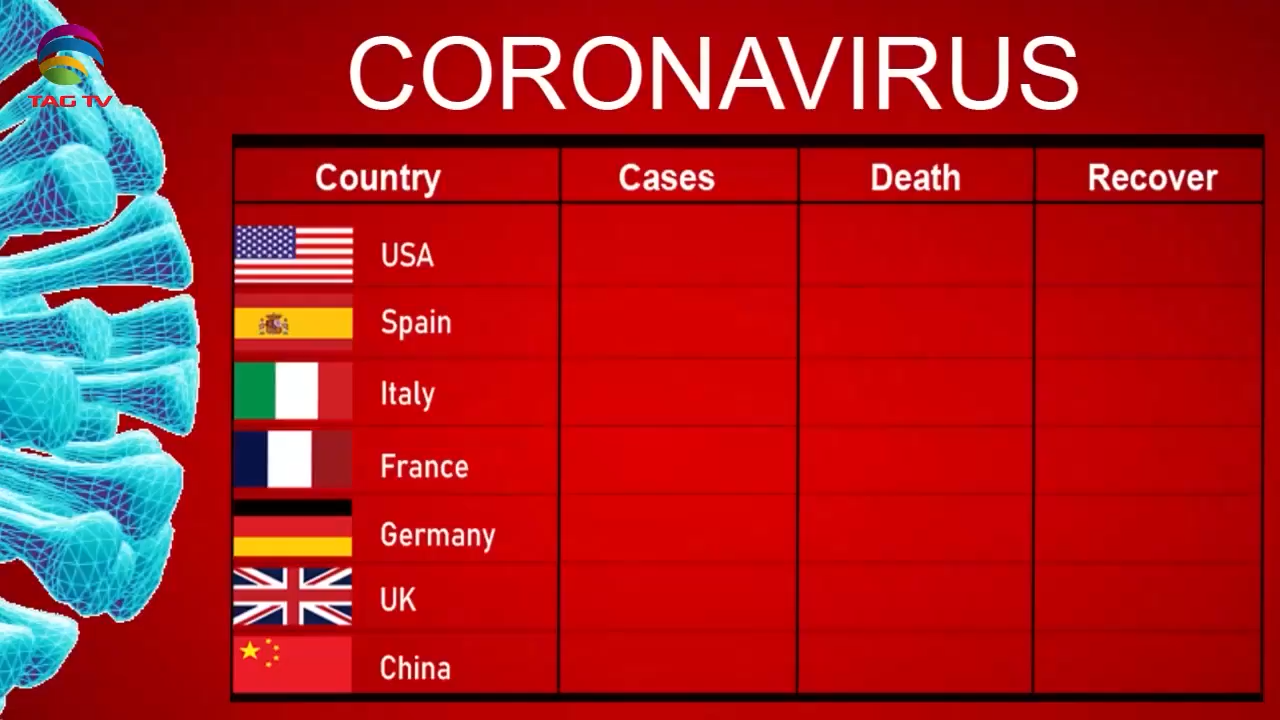 TAG TV
CORONAVIRUS
Country Cases Death Recover
USA
Spain
Italy
France
Germany
UK
China